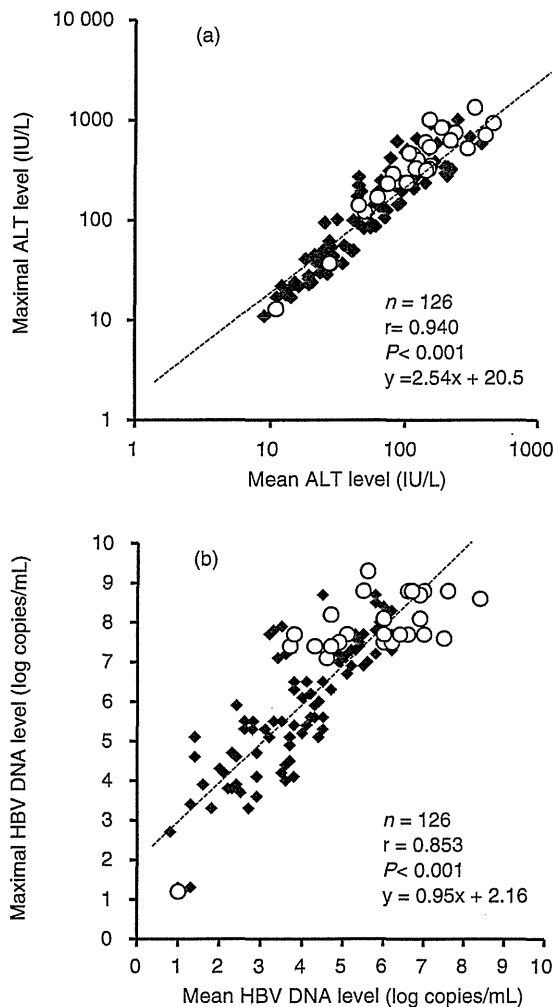 (a)
10 000
1000
100
10
1
Maximal ALT level (IU/L)
n = 126
r= 0.940
P< 0.001
y =2.54x + 20.5
1 10 100 1000
Mean ALT level (IU/L)
(b)
10
9
8
7
6
5
4
3
2
1
0
Maximal HBV DNA level (log copies/mL)
n = 126
r = 0.853
P< 0.001
y = 0.95x + 2.16
0 1 2 3 4 5 6 7 8 9 10
Mean HBV DNA level (log copies/mL)